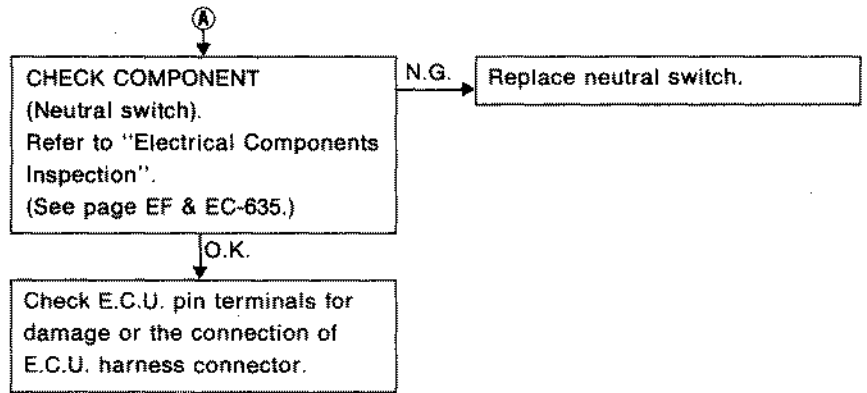 Ⓐ
CHECK COMPONENT
(Neutral switch).
Refer to "Electrical Components
Inspection".
(See page EF & EC-635.)
N.G.
Replace neutral switch.
O.K.
Check E.C.U. pin terminals for
damage or the connection of
E.C.U. harness connector.